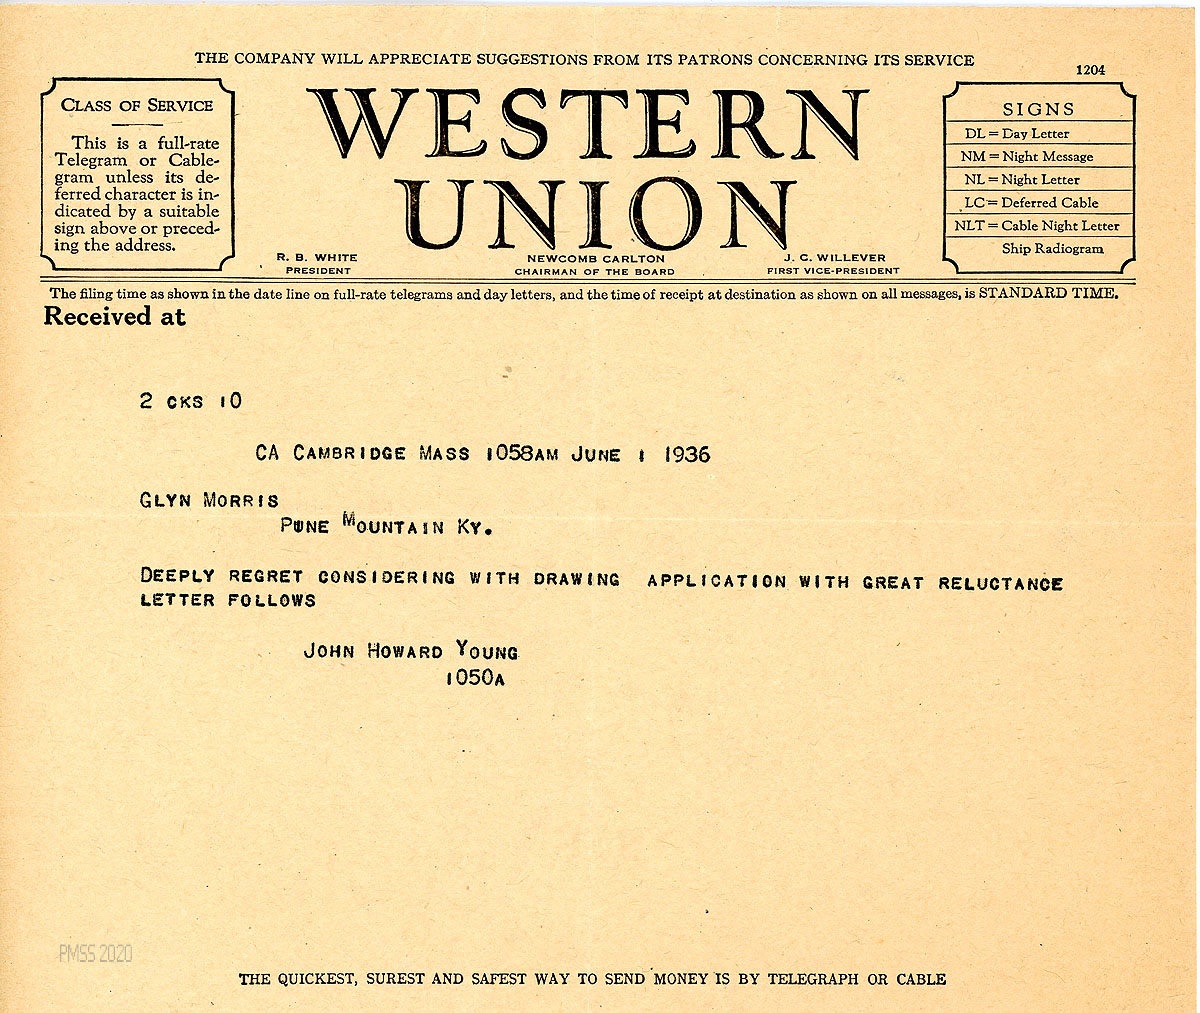 THE COMPANY WILL APPRECIATE SUGGESTIONS FROM ITS PATRONS CONCERNING ITS SERVICE
1204
CLASS OF SERVICE
This is a full-rate
Telegram or Cable-
gram unless its de-
ferred character is in-
dicated by a suitable
sign above or preced-
ing the address.
WESTERN
UNION
R. B. WHITE
PRESIDENT
NEWCOMB CARLTON
CHAIRMAN OF THE BOARD
J. C. WILLEVER
FIRST VICE-PRESIDENT
SIGNS
DL = Day Letter
NM = Night Message
NL = Night Letter
LC = Deferred Cable
NLT = Cable Night Letter
Ship Radiogram
The filing time as shown in the date line on full-rate telegrams and day letters, and the time of receipt at destination as shown on all messages, is STANDARD TIME.
Received at
2 CKS 10
CA CAMBRIDGE MASS 1058AM JUNE 1 1936
GLYN MORRIS
MOUNTAIN KY.
DEEPLY REGRET CONSIDERING WITH DRAWING APPLICATION WITH GREAT RELUCTANCE
LETTER FOLLOWS
JOHN HOWARD YOUNG
1050A
PMSS 2020
THE QUICKEST, SUREST AND SAFEST WAY TO SEND MONEY IS BY TELEGRAPH OR CABLE